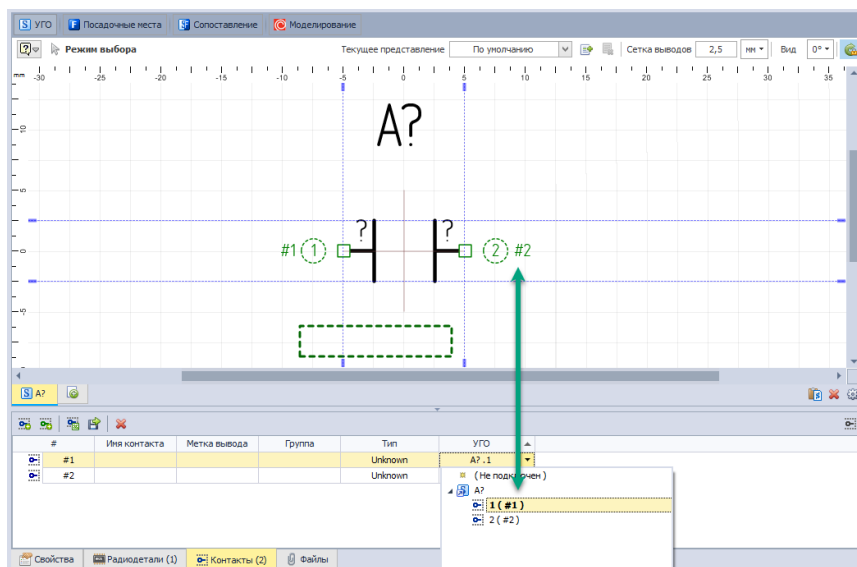 УГО Посадочные места Сопоставление Моделирование
Режим выбора Текущее представление По умолчанию Сетка выводов 2,5 мм Вид 0°
мм -30 -25 -20 -15 -10 -5 0 5 10 15 20 25 30 35
10
A?
5
? ?
#1 1 2 #2
0
-5
A?
# Имя контакта Метка вывода Группа Тип УГО
#1 Unknown A?.1
#2 Unknown (Не подключен)
A?
1 (#1)
2 (#2)
Свойства Радиодетали (1) Контакты (2) Файлы